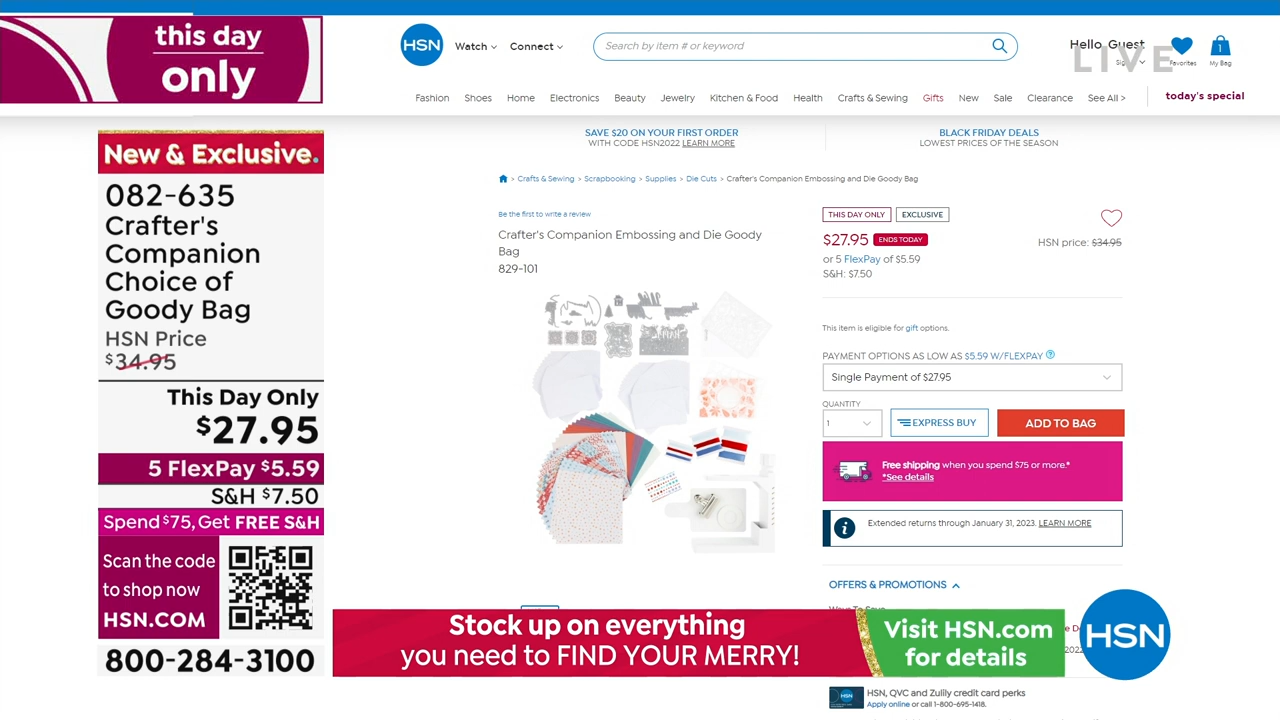 this day
only
New & Exclusive.
082-635
Crafter's
Companion
Choice of
Goody Bag
HSN Price
$34.95
This Day Only
$27.95
5 FlexPay $5.59
S&H $7.50
Spend $75, Get FREE S&H
Scan the code
to shop now
HSN.COM
800-284-3100
HSN
Watch
Connect
Search by item # or keyword
Hello, Guest
LIVE
Favorites
1
My Bag
Fashion Shoes Home Electronics Beauty Jewelry Kitchen & Food Health Crafts & Sewing Gifts New Sale Clearance See All > today's special
SAVE $20 ON YOUR FIRST ORDER
WITH CODE HSN2022 LEARN MORE
BLACK FRIDAY DEALS
LOWEST PRICES OF THE SEASON
> Crafts & Sewing > Scrapbooking > Supplies > Die Cuts > Crafter's Companion Embossing and Die Goody Bag
Be the first to write a review
Crafter's Companion Embossing and Die Goody
Bag
829-101
THIS DAY ONLY EXCLUSIVE
$27.95 ENDS TODAY
HSN price: $34.95
or 5 FlexPay of $5.59
S&H: $7.50
This item is eligible for gift options.
PAYMENT OPTIONS AS LOW AS $5.59 W/FLEXPAY ?
Single Payment of $27.95
QUANTITY
1
EXPRESS BUY
ADD TO BAG
Free shipping when you spend $75 or more.*
*See details
Extended returns through January 31, 2023. LEARN MORE
OFFERS & PROMOTIONS
Stock up on everything
you need to FIND YOUR MERRY!
Visit HSN.com
for details
HSN
HSN, QVC and Zulily credit card perks
Apply online or call 1-800-695-1418.